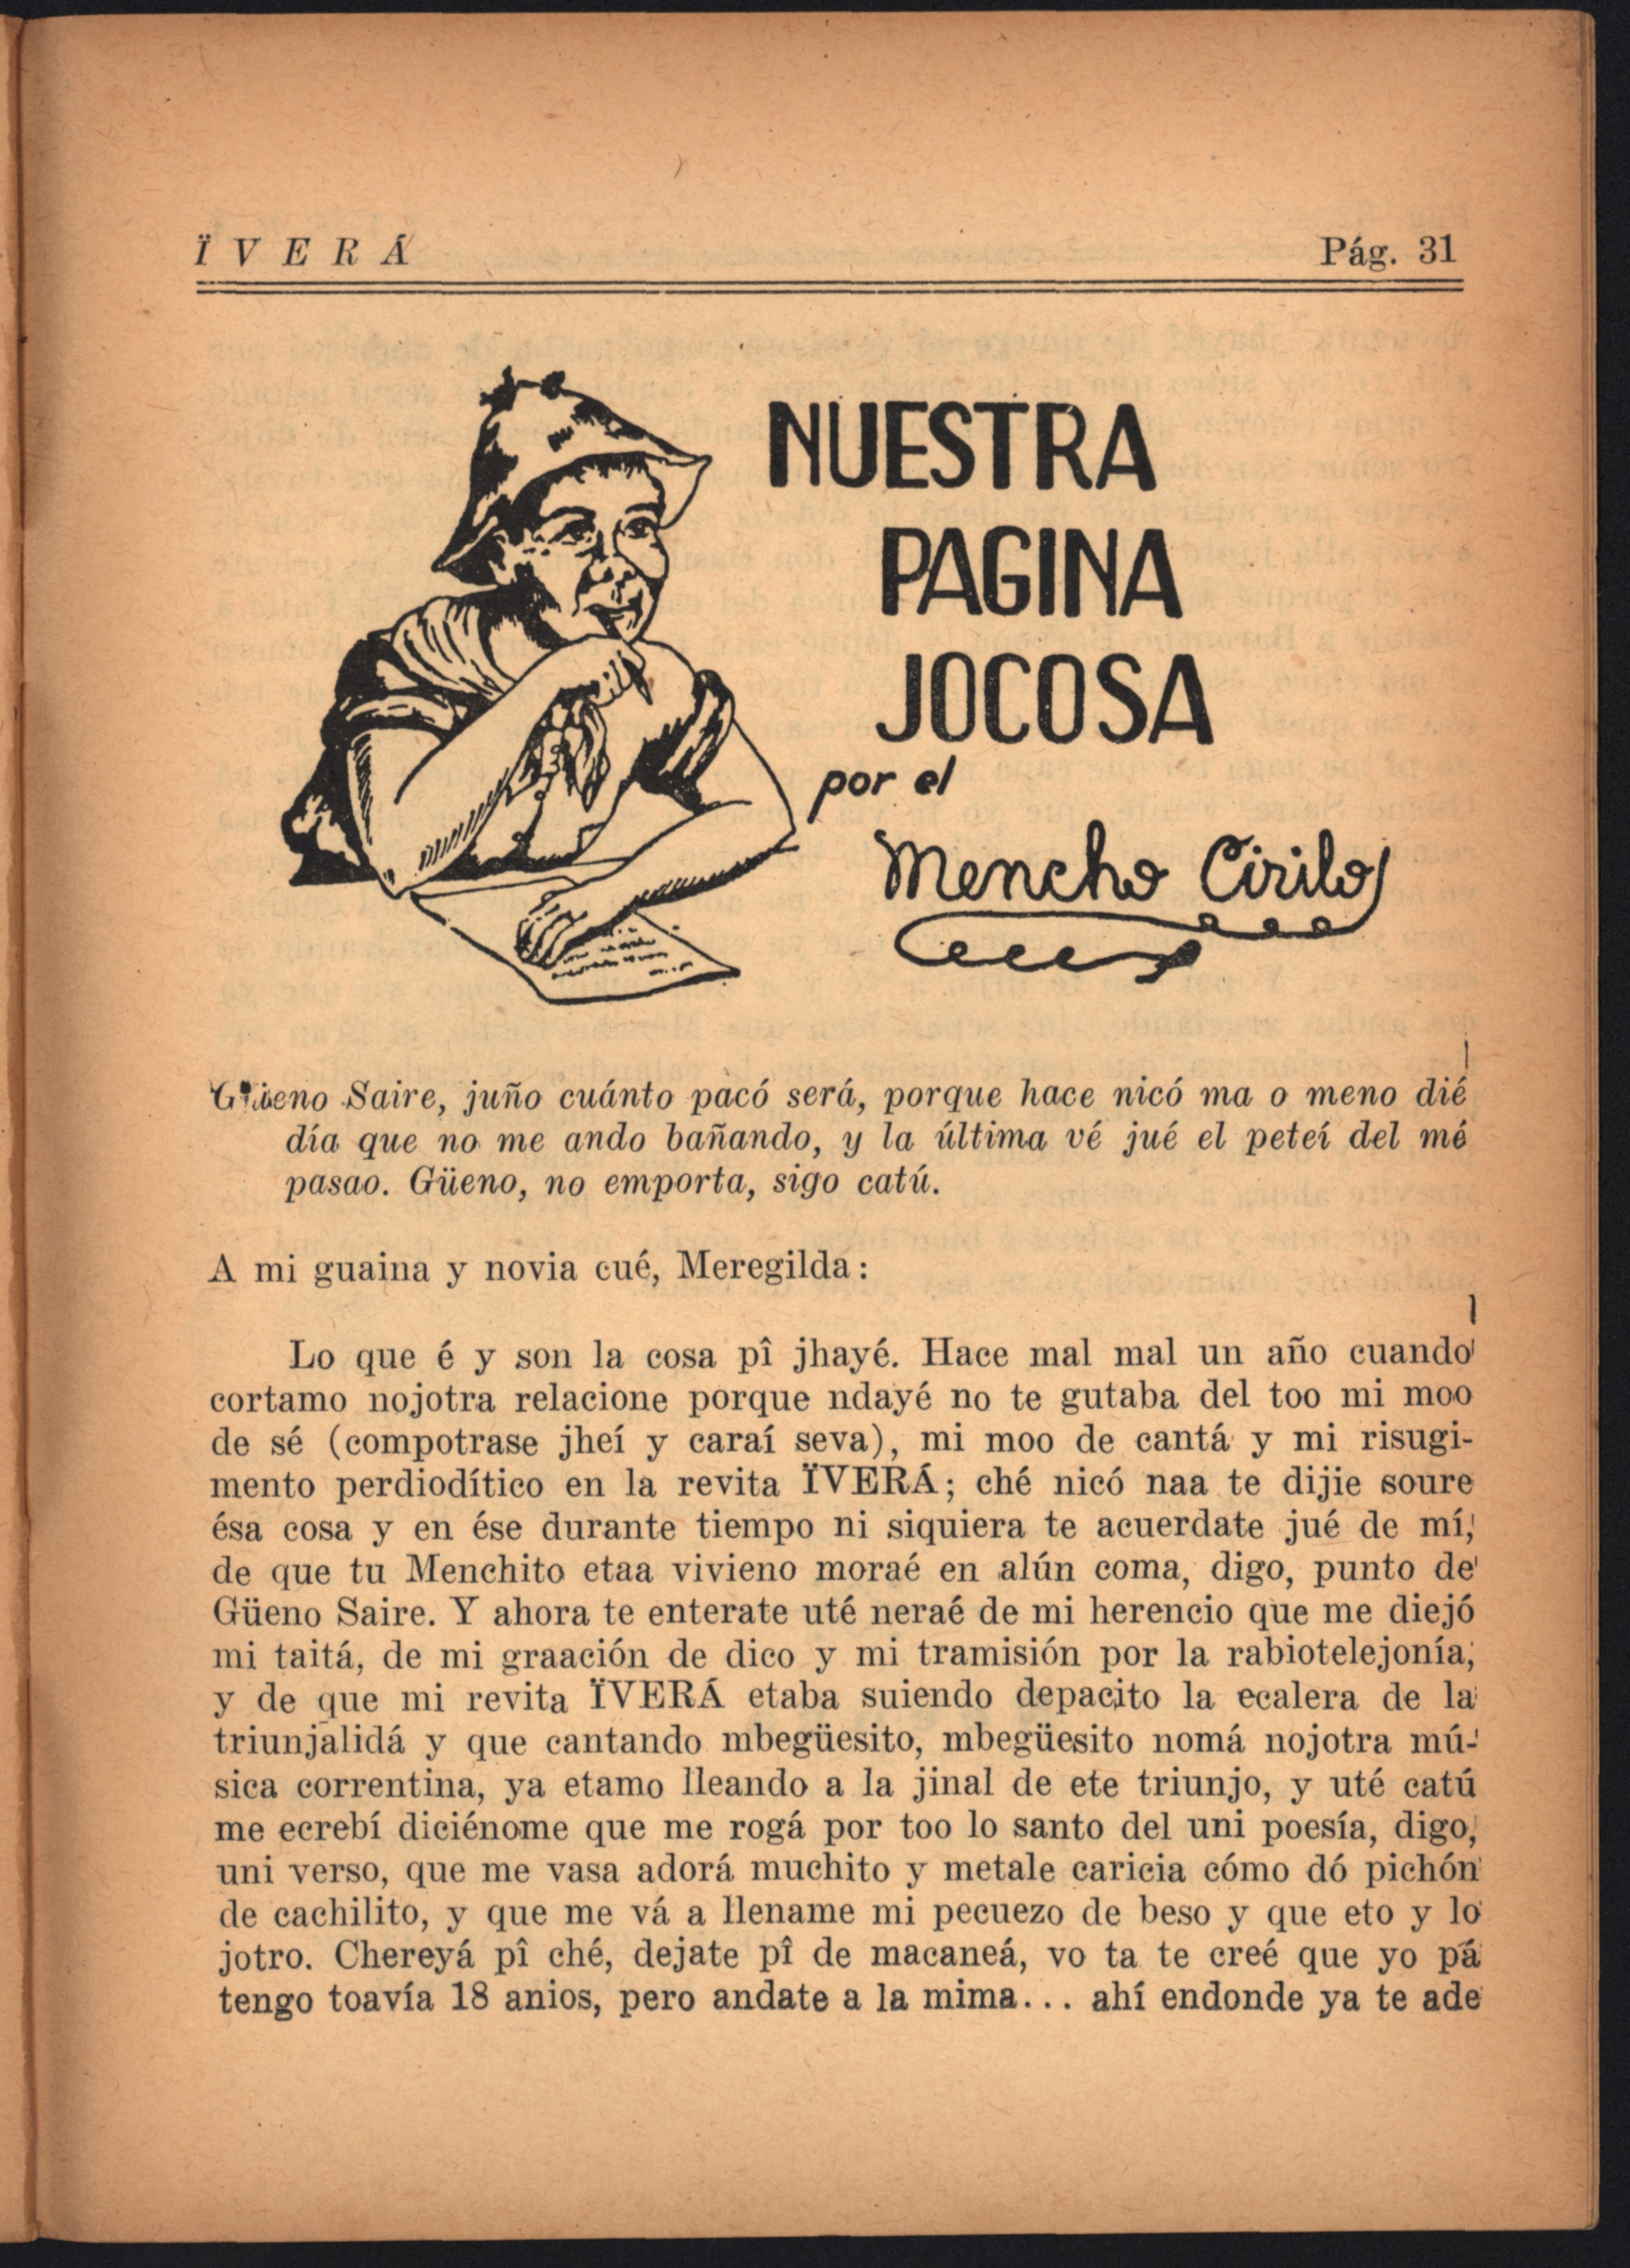 ÏVERÁ
Pág. 31
NUESTRA
PAGINA
JOCOSA
por el
Mencho Cirilo
Güeno Saire, juño cuánto pacó será, porque hace nicó ma o meno dié
día que no me ando bañando, y la última vé jué el peteí del mé
pasao. Güeno, no emporta, sigo catú.
A mi guaina y novia cué, Meregilda:
Lo que é y son la cosa pî jhayé. Hace mal mal un año cuando
cortamo nojotra relacione porque ndayé no te gutaba del too mi moo
de sé (compotrase jheí y caraí seva), mi moo de cantá y mi risugi-
mento perdiodítico en la revita ÏVERÁ; ché nicó naa te dijie soure
ésa cosa y en ése durante tiempo ni siquiera te acuerdate jué de mí,
de que tu Menchito etaa vivieno moraé en alún coma, digo, punto de
Güeno Saire. Y ahora te enterate uté neraé de mi herencio que me diejó
mi taitá, de mi graación de dico y mi tramisión por la rabiotelejonía,
y de que mi revita ÏVERÁ etaba suiendo depacito la ecalera de la
triunjalidá y que cantando mbegüesito, mbegüesito nomá nojotra mú-
sica correntina, ya etamo lleando a la jinal de ete triunjo, y uté catú
me ecrebí diciénome que me rogá por too lo santo del uni poesía, digo,
uni verso, que me vasa adorá muchito y metale caricia cómo dó pichón
de cachilito, y que me vá a llename mi pecuezo de beso y que eto y lo
jotro. Chereyá pî ché, dejate pî de macaneá, vo ta te creé que yo pâ
tengo toavía 18 anios, pero andate a la mima... ahí endonde ya te ade